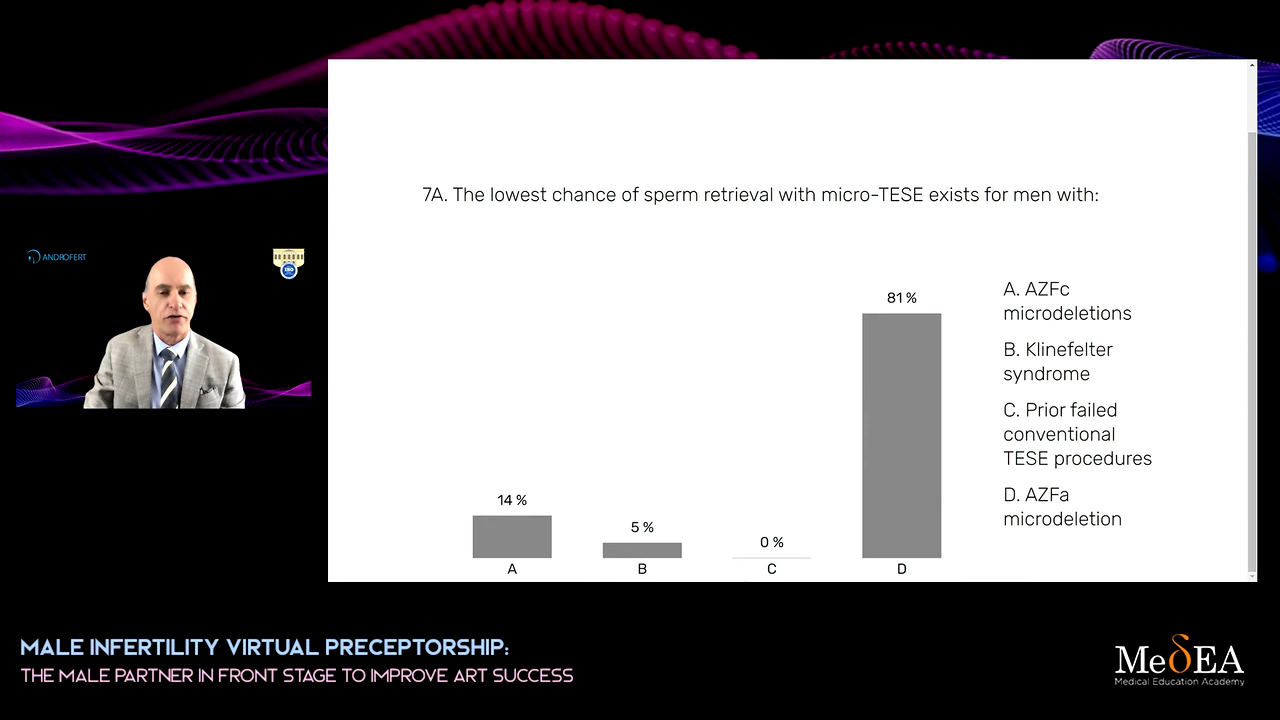 7A. The lowest chance of sperm retrieval with micro-TESE exists for men with:
81 %
14 %
5 %
0 %
A
B
C
D
A. AZFc
microdeletions
B. Klinefelter
syndrome
C. Prior failed
conventional
TESE procedures
D. AZFa
microdeletion
ANDROFERT
ISO
MALE INFERTILITY VIRTUAL PRECEPTORSHIP:
THE MALE PARTNER IN FRONT STAGE TO IMPROVE ART SUCCESS
MeδEA
Medical Education Academy